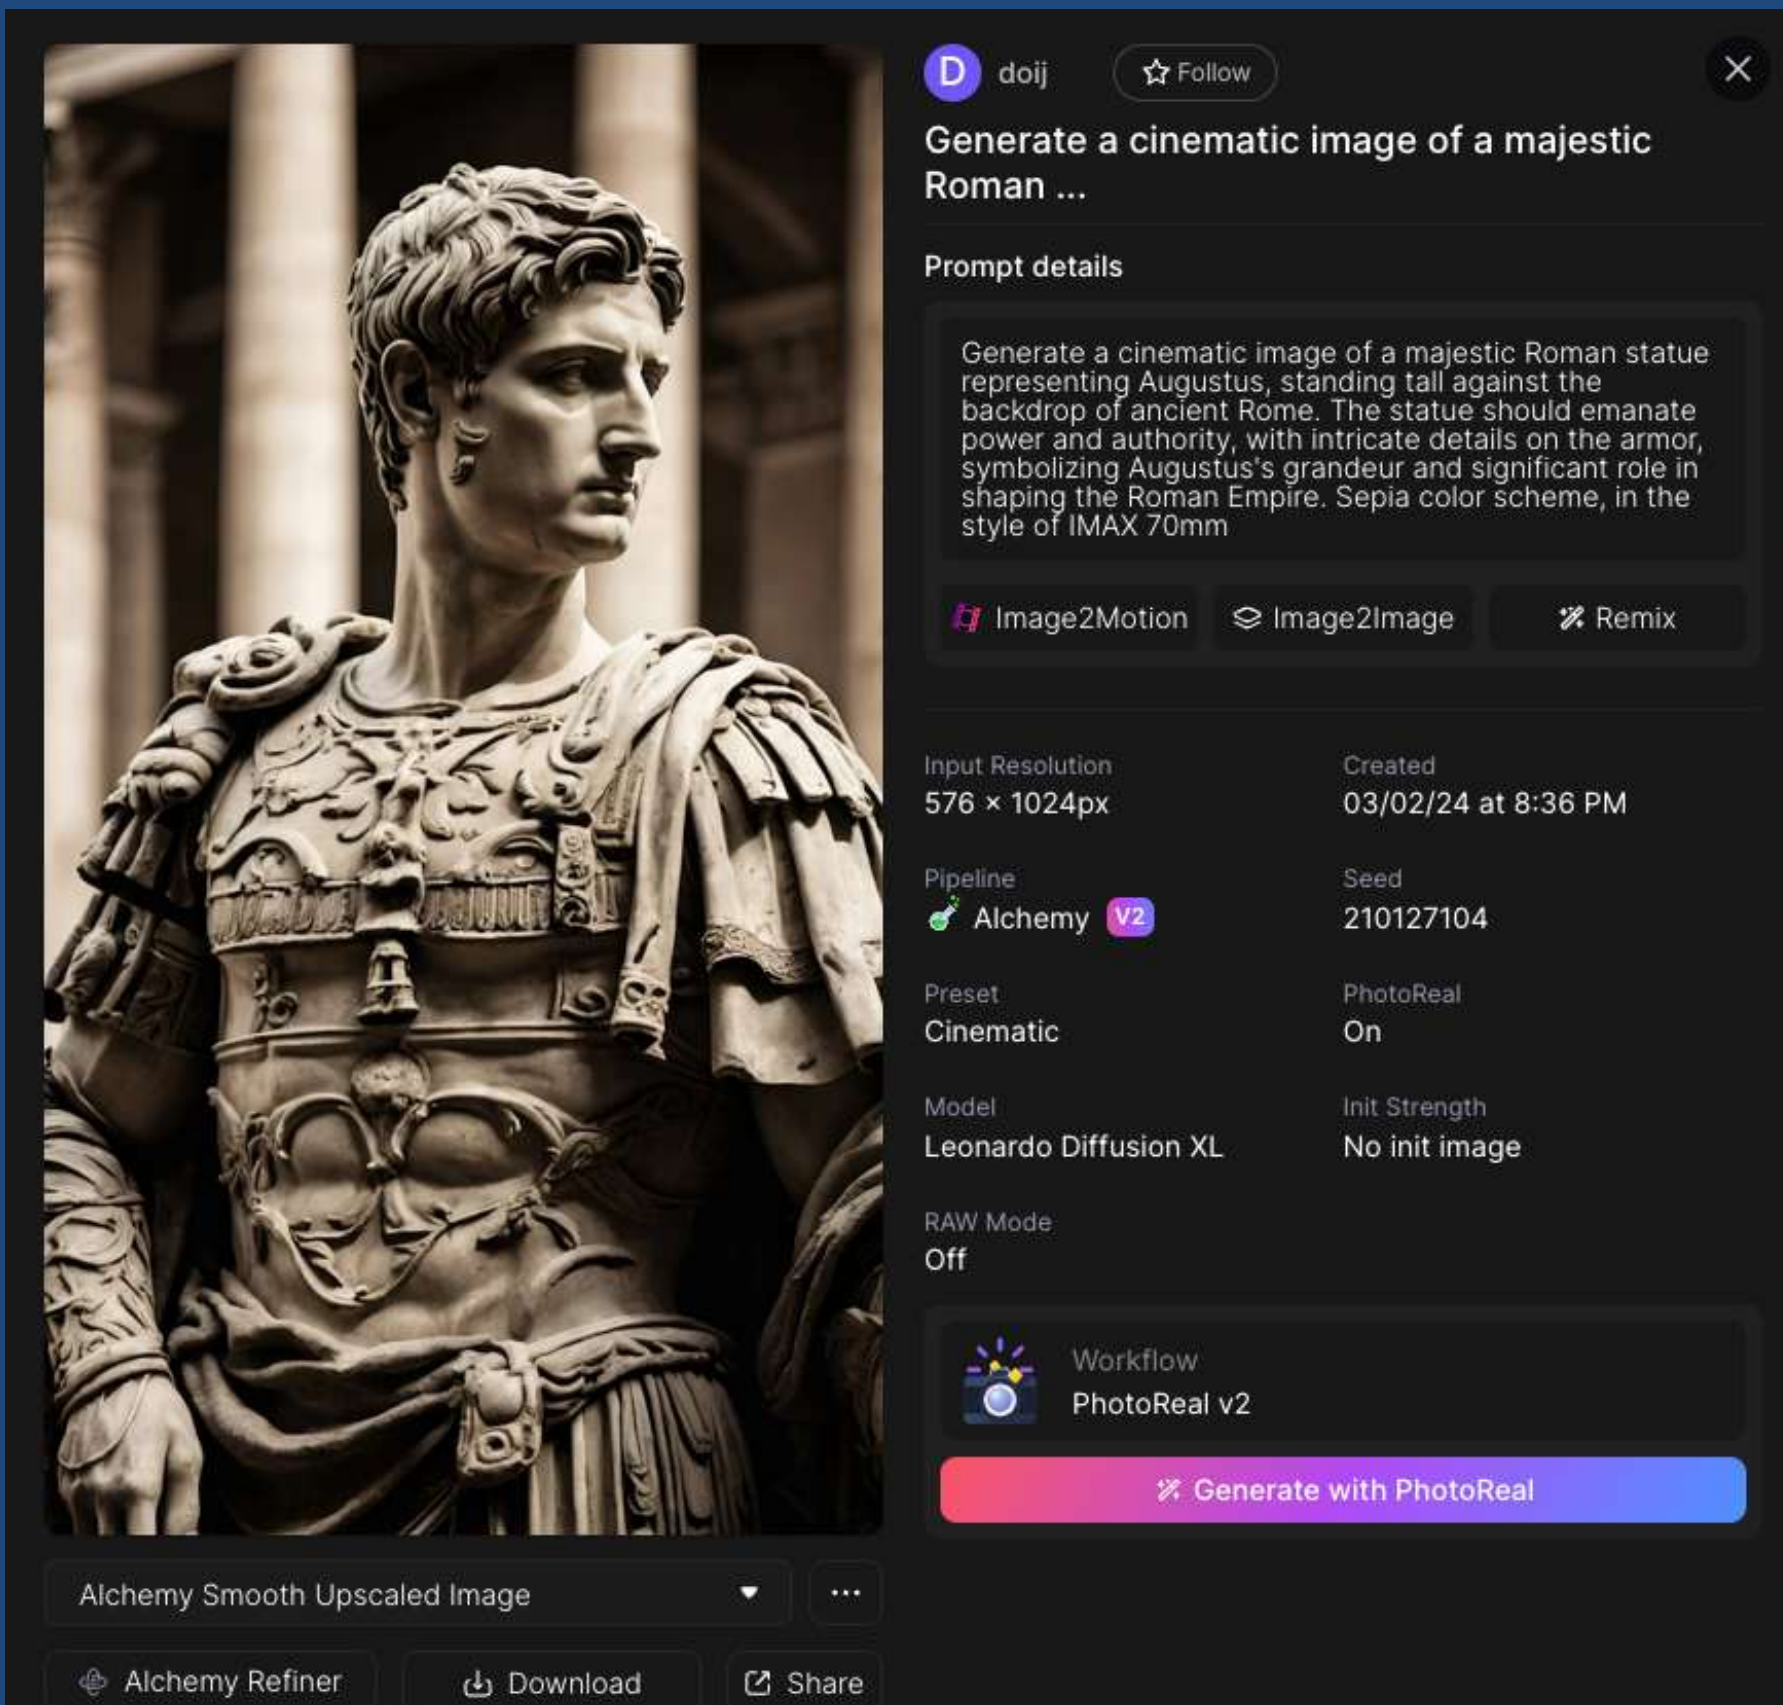 D doij Follow
Generate a cinematic image of a majestic
Roman ...
Prompt details
Generate a cinematic image of a majestic Roman statue
representing Augustus, standing tall against the
backdrop of ancient Rome. The statue should emanate
power and authority, with intricate details on the armor,
symbolizing Augustus's grandeur and significant role in
shaping the Roman Empire. Sepia color scheme, in the
style of IMAX 70mm
Image2Motion Image2Image Remix
Input Resolution
576 × 1024px
Created
03/02/24 at 8:36 PM
Pipeline
Alchemy V2
Seed
210127104
Preset
Cinematic
PhotoReal
On
Model
Leonardo Diffusion XL
Init Strength
No init image
RAW Mode
Off
Workflow
PhotoReal v2
Generate with PhotoReal
Alchemy Smooth Upscaled Image
Alchemy Refiner Download Share